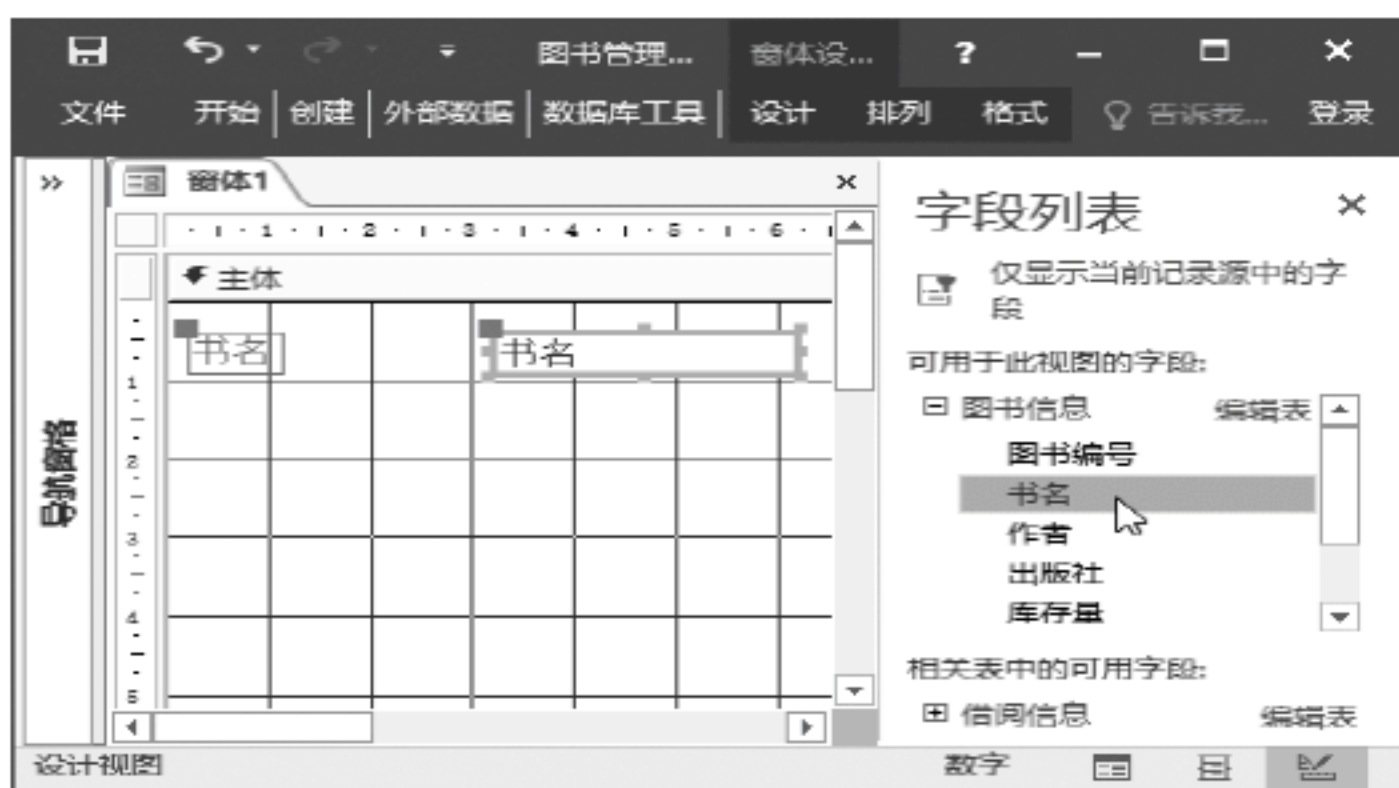 图书管理... 窗体设... ?
文件 开始 创建 外部数据 数据库工具 设计 排列 格式 告诉我... 登录
窗体1
1 2 3 4 5 6
主体
书名 书名
1
2
3
4
5
导航窗格
字段列表
仅显示当前记录源中的字
段
可用于此视图的字段:
图书信息 编辑表
图书编号
书名
作者
出版社
库存量
相关表中的可用字段:
借阅信息 编辑表
设计视图 数字